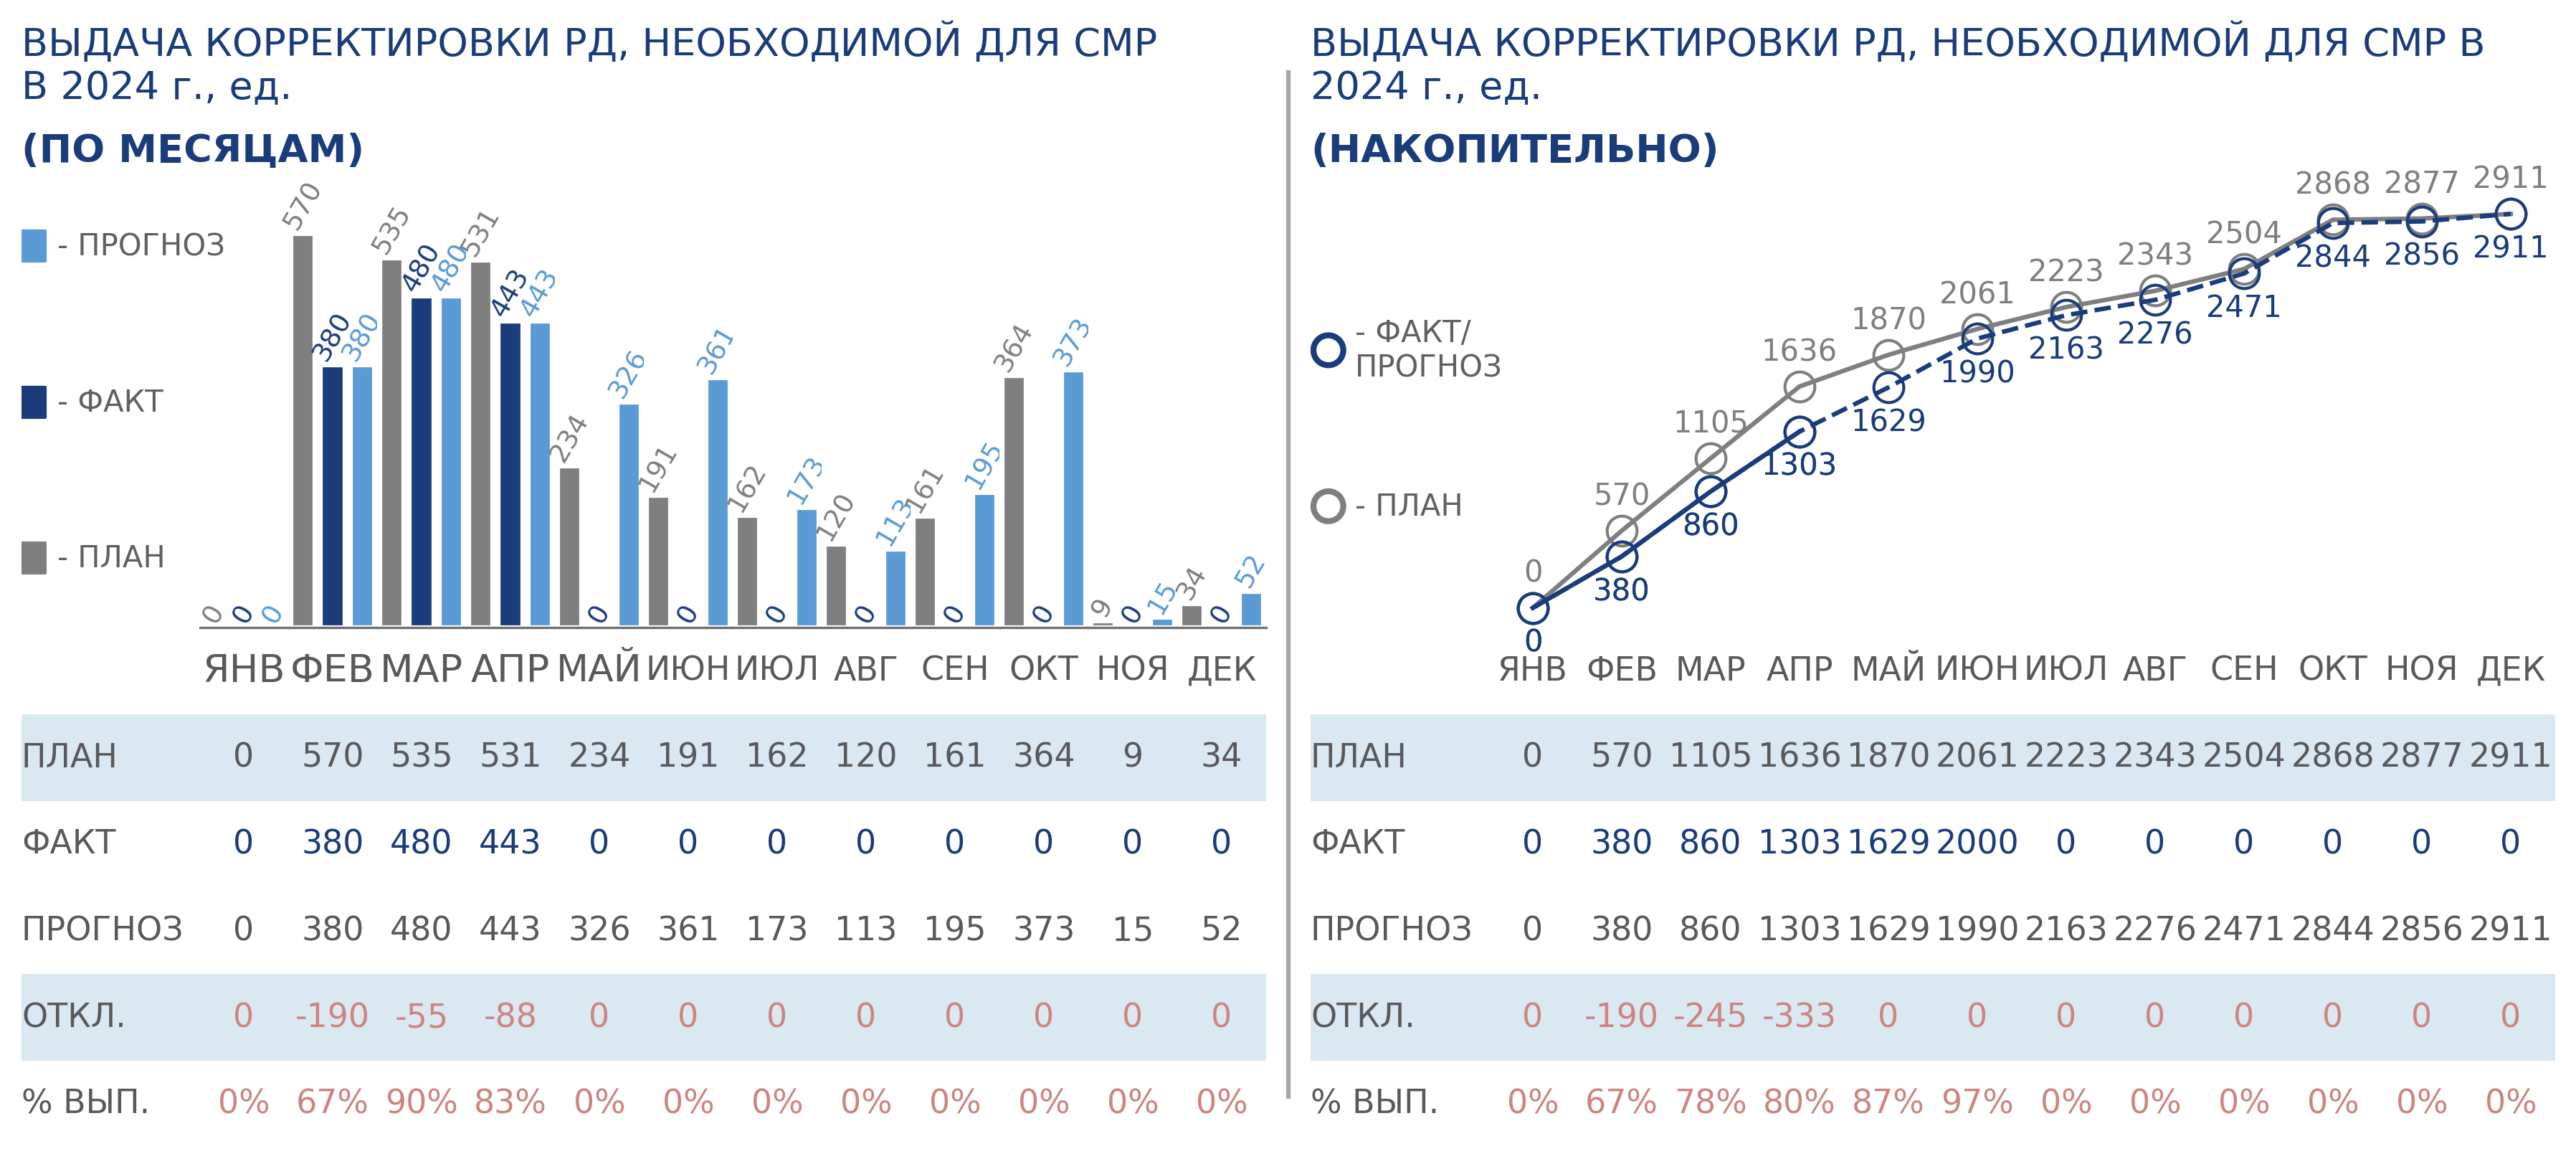 ВЫДАЧА КОРРЕКТИРОВКИ РД, НЕОБХОДИМОЙ ДЛЯ СМР
В 2024 г., ед.
(ПО МЕСЯЦАМ)
- ПРОГНОЗ
- ФАКТ
- ПЛАН
0 0 0 570 380 380 535 480 480 531 443 443 234 0 326 191 0 361 162 0 173 120 0 113 161 0 195 364 0 373 9 0 15 34 0 52
ЯНВ ФЕВ МАР АПР МАЙ ИЮН ИЮЛ АВГ СЕН ОКТ НОЯ ДЕК
ПЛАН 0 570 535 531 234 191 162 120 161 364 9 34
ФАКТ 0 380 480 443 0 0 0 0 0 0 0 0
ПРОГНОЗ 0 380 480 443 326 361 173 113 195 373 15 52
ОТКЛ. 0 -190 -55 -88 0 0 0 0 0 0 0 0
% ВЫП. 0% 67% 90% 83% 0% 0% 0% 0% 0% 0% 0% 0%
ВЫДАЧА КОРРЕКТИРОВКИ РД, НЕОБХОДИМОЙ ДЛЯ СМР В
2024 г., ед.
(НАКОПИТЕЛЬНО)
- ФАКТ/
ПРОГНОЗ
- ПЛАН
0 570 1105 1636 1870 2061 2223 2343 2504 2868 2877 2911
0 380 860 1303 1629 1990 2163 2276 2471 2844 2856 2911
ЯНВ ФЕВ МАР АПР МАЙ ИЮН ИЮЛ АВГ СЕН ОКТ НОЯ ДЕК
ПЛАН 0 570 1105 1636 1870 2061 2223 2343 2504 2868 2877 2911
ФАКТ 0 380 860 1303 1629 2000 0 0 0 0 0 0
ПРОГНОЗ 0 380 860 1303 1629 1990 2163 2276 2471 2844 2856 2911
ОТКЛ. 0 -190 -245 -333 0 0 0 0 0 0 0 0
% ВЫП. 0% 67% 78% 80% 87% 97% 0% 0% 0% 0% 0% 0%